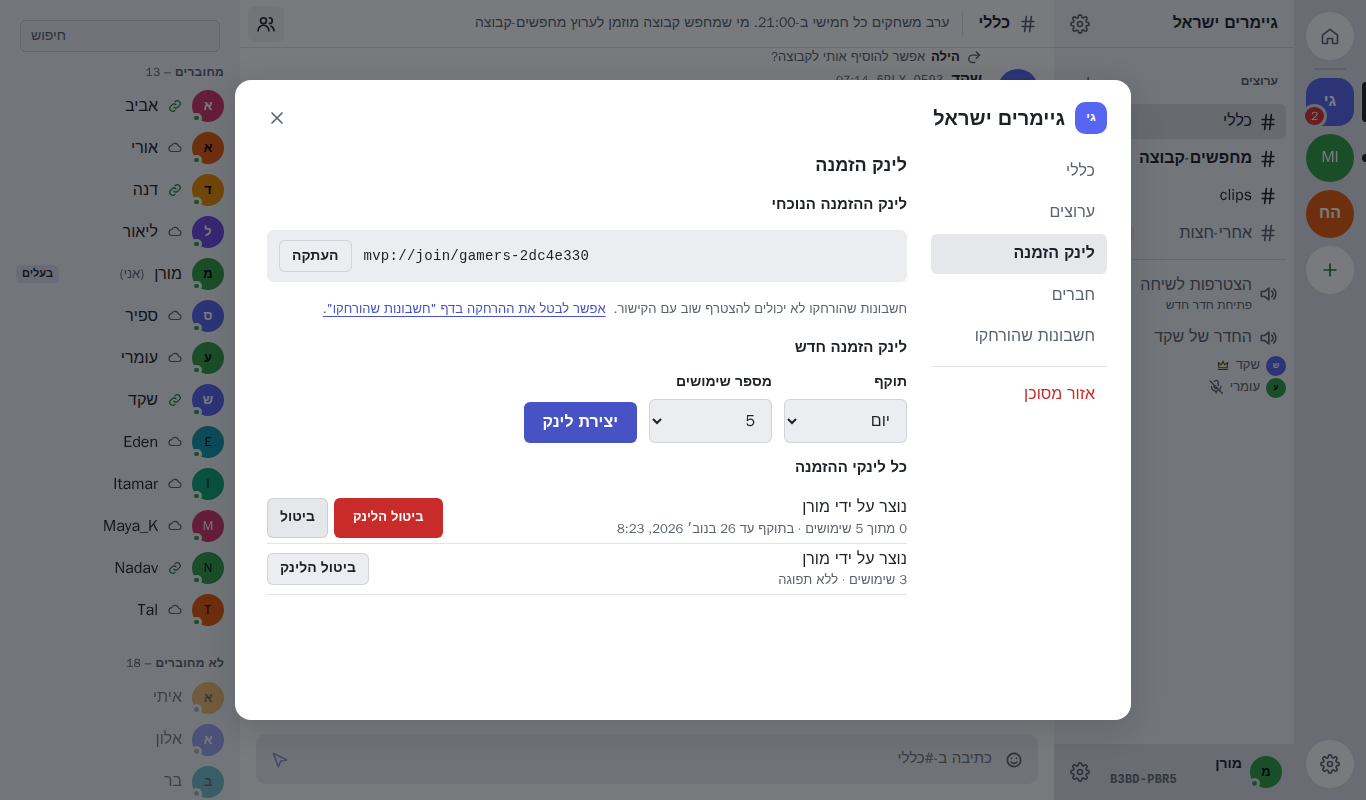 גיימרים ישראל
ערוצים
# כללי
# מחפשים-קבוצה
# clips
# אחרי-חצות
הצטרפות לשיחה
פתיחת חדר חדש
החדר של שקד
ש שקד
ע עומרי
גי
2
MI
הח
מ מורן
B3BD-PBR5
# כללי
ערב משחקים כל חמישי ב-21:00. מי שמחפש קבוצה מוזמן לערוץ מחפשים-קבוצה
הילה אפשר להוסיף אותי לקבוצה?
כתיבה ב-#כללי
גי גיימרים ישראל
כללי
ערוצים
לינק הזמנה
חברים
חשבונות שהורחקו
אזור מסוכן
לינק הזמנה
לינק ההזמנה הנוכחי
mvp://join/gamers-2dc4e330 העתקה
חשבונות שהורחקו לא יכולים להצטרף שוב עם הקישור. אפשר לבטל את ההרחקה בדף "חשבונות שהורחקו".
לינק הזמנה חדש
תוקף מספר שימושים
יום 5 יצירת לינק
כל לינקי ההזמנה
נוצר על ידי מורן
0 מתוך 5 שימושים · בתוקף עד 26 בנוב׳ 2026, 8:23
ביטול הלינק ביטול
נוצר על ידי מורן
3 שימושים · ללא תפוגה
ביטול הלינק
חיפוש
מחוברים — 13
א אביב
א אורי
ד דנה
ל ליאור
מ מורן (אני) בעלים
ס ספיר
ע עומרי
ש שקד
E Eden
I Itamar
M Maya_K
N Nadav
T Tal
לא מחוברים — 18
א איתי
א אלון
ב בר